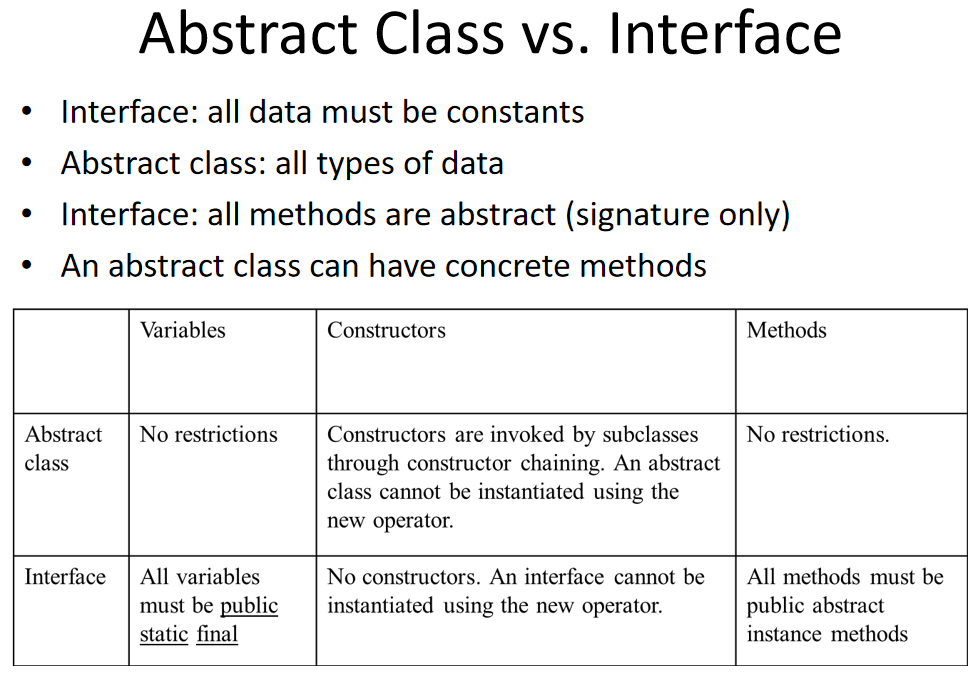 Abstract Class vs. Interface
• Interface: all data must be constants
• Abstract class: all types of data
• Interface: all methods are abstract (signature only)
• An abstract class can have concrete methods
Variables
Constructors
Methods
Abstract
class
No restrictions
Constructors are invoked by subclasses
through constructor chaining. An abstract
class cannot be instantiated using the
new operator.
No restrictions.
Interface
All variables
must be public
static final
No constructors. An interface cannot be
instantiated using the new operator.
All methods must be
public abstract
instance methods